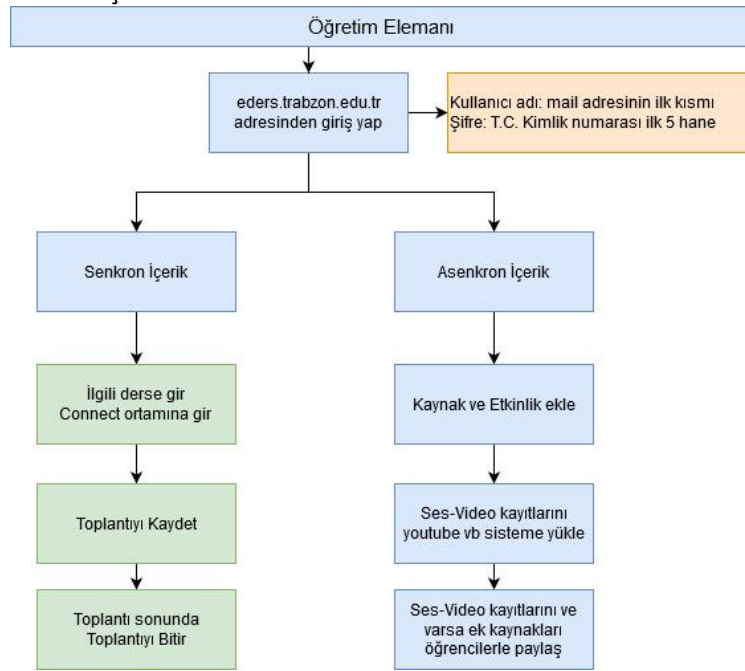 Öğretim Elemanı
eders.trabzon.edu.tr
adresinden giriş yap
Kullanıcı adı: mail adresinin ilk kısmı
Şifre: T.C. Kimlik numarası ilk 5 hane
Senkron İçerik
Asenkron İçerik
İlgili derse gir
Connect ortamına gir
Kaynak ve Etkinlik ekle
Toplantıyı Kaydet
Ses-Video kayıtlarını
youtube vb sisteme yükle
Toplantı sonunda
Toplantıyı Bitir
Ses-Video kayıtlarını ve
varsa ek kaynakları
öğrencilerle paylaş